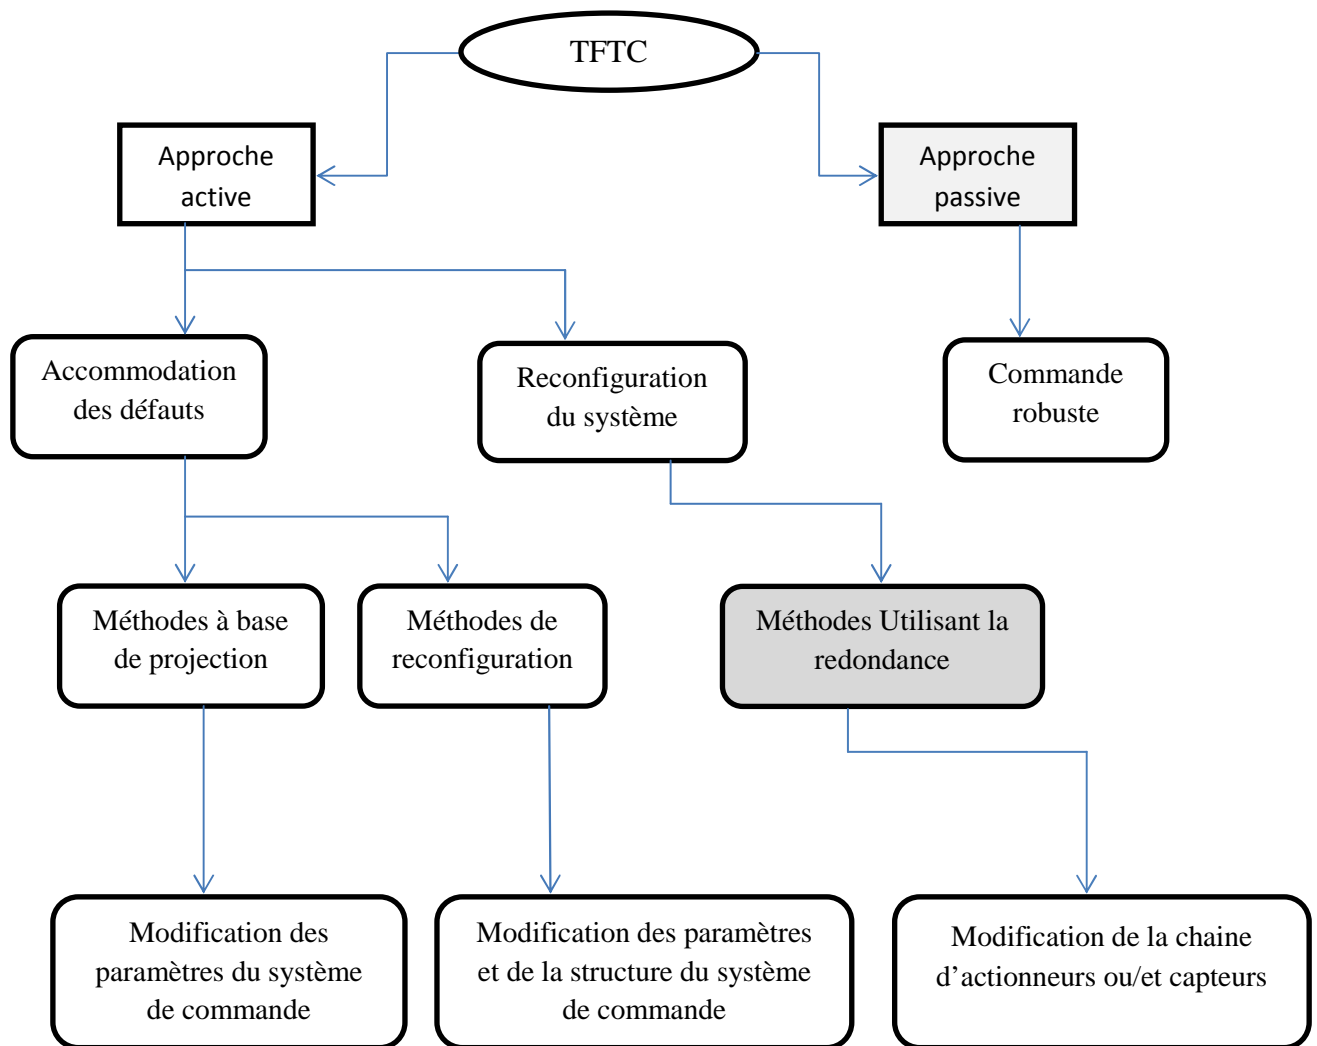 TFTC
Approche
active
Approche
passive
Accommodation
des défauts
Reconfiguration
du système
Commande
robuste
Méthodes à base
de projection
Méthodes de
reconfiguration
Méthodes Utilisant la
redondance
Modification des
paramètres du système
de commande
Modification des paramètres
et de la structure du système
de commande
Modification de la chaine
d’actionneurs ou/et capteurs